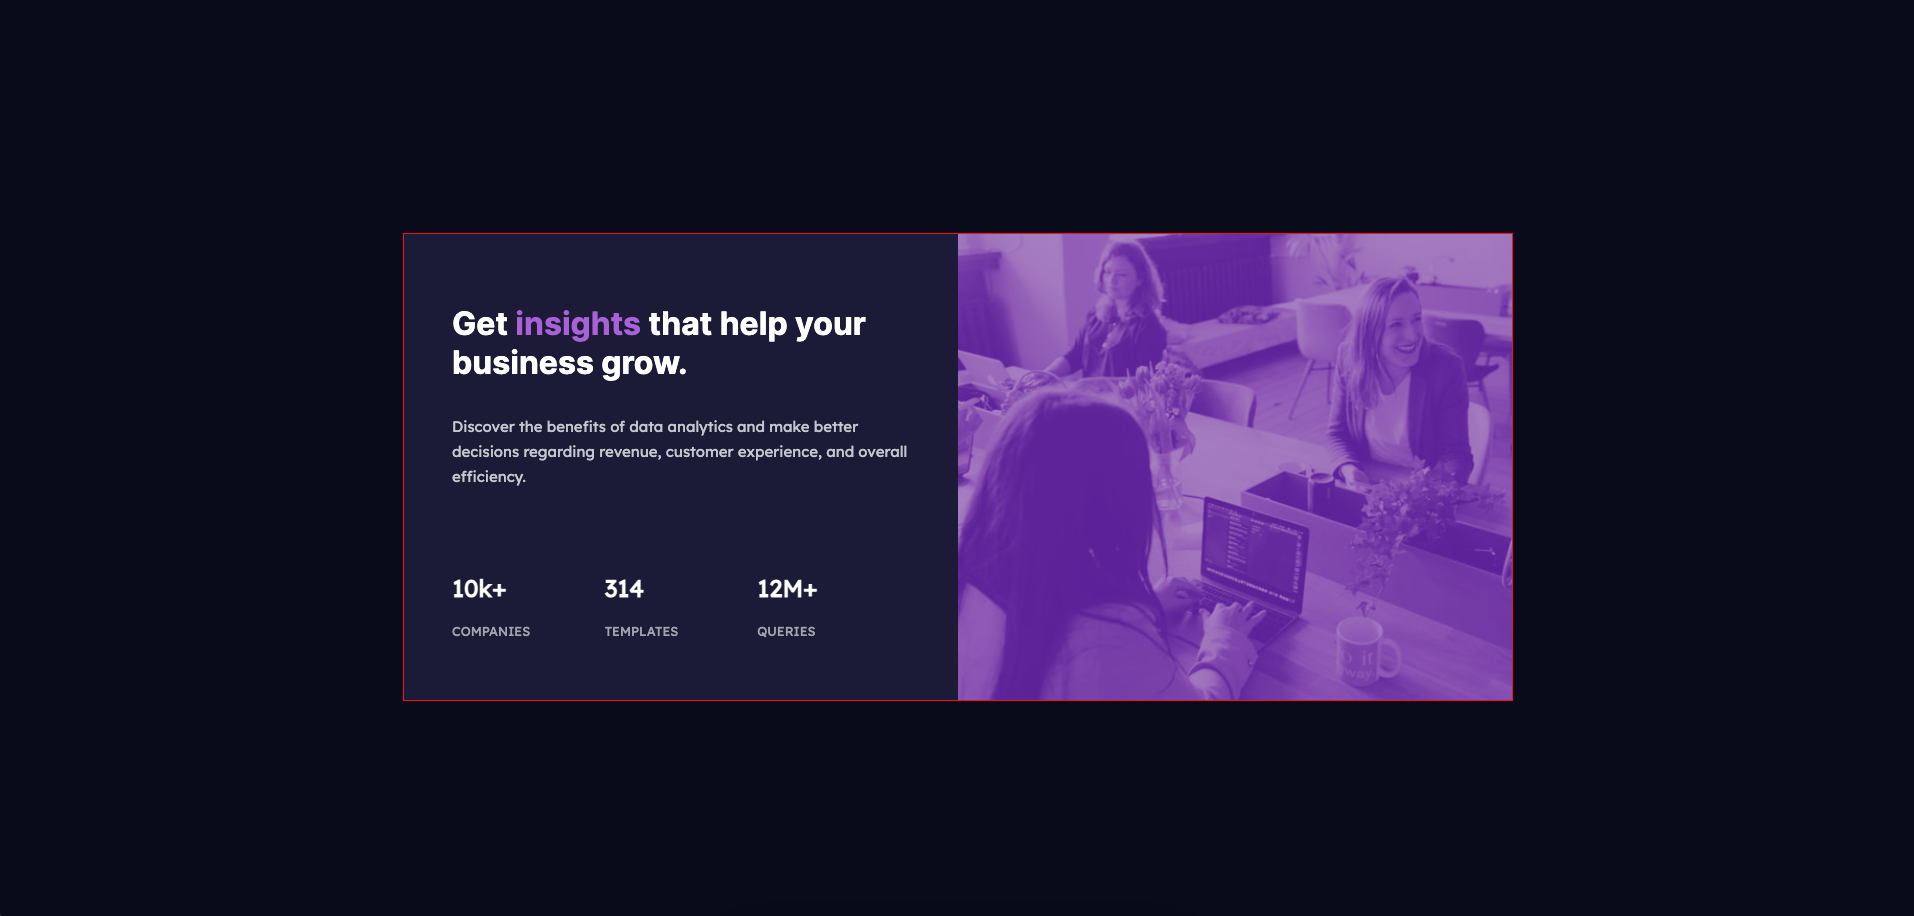 Get insights that help your
business grow.
Discover the benefits of data analytics and make better
decisions regarding revenue, customer experience, and overall
efficiency.
10k+ 314 12M+
COMPANIES TEMPLATES QUERIES